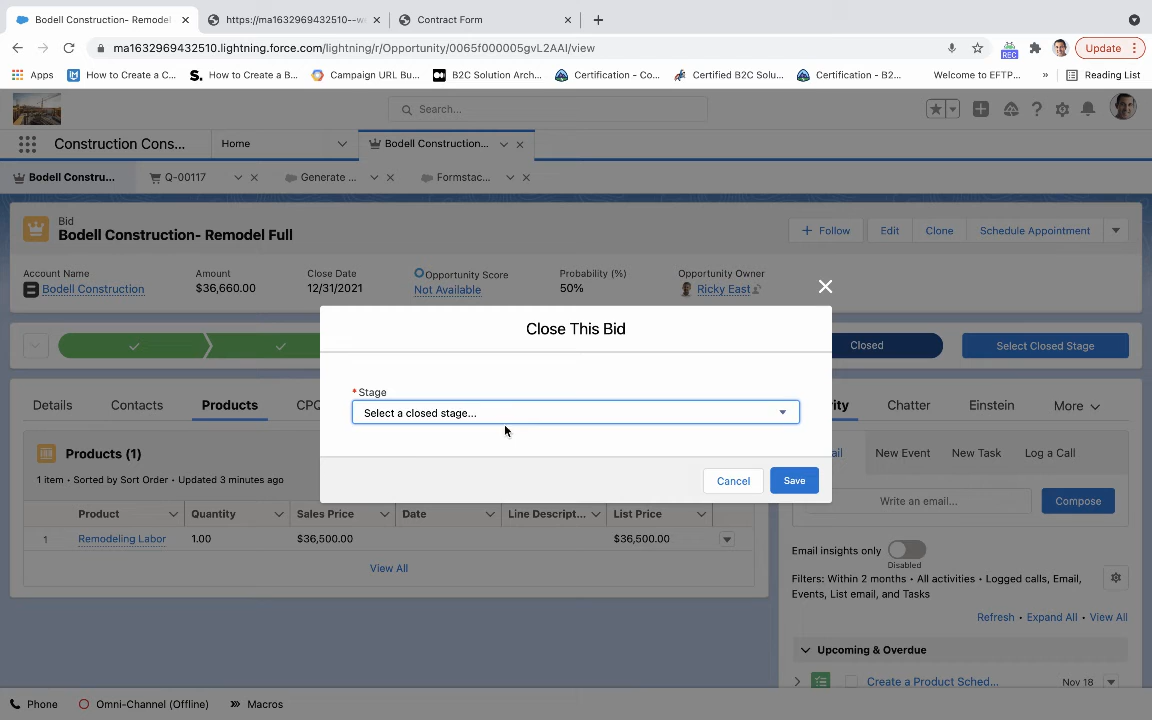 Bodell Construction- Remodel
https://ma1632969432510--w
Contract Form
ma1632969432510.lightning.force.com/lightning/r/Opportunity/0065f000005gvL2AAI/view
REC
Update
Apps
How to Create a C...
How to Create a B...
Campaign URL Bu...
B2C Solution Arch...
Certification - Co...
Certified B2C Solu...
Certification - B2...
Welcome to EFTP...
»
Reading List
Search...
Construction Cons...
Home
Bodell Construction...
Bodell Constru...
Q-00117
Generate ...
Formstac...
Bid
Bodell Construction- Remodel Full
+ Follow
Edit
Clone
Schedule Appointment
Account Name
Amount
Close Date
Opportunity Score
Probability (%)
Opportunity Owner
Bodell Construction
$36,660.00
12/31/2021
Not Available
50%
Ricky East
Close This Bid
Closed
Select Closed Stage
*Stage
Select a closed stage...
Cancel
Save
Details
Contacts
Products
CPQ
Chatter
Einstein
More
Products (1)
1 item • Sorted by Sort Order • Updated 3 minutes ago
New Event
New Task
Log a Call
Product
Quantity
Sales Price
Date
Line Descript...
List Price
1
Remodeling Labor
1.00
$36,500.00
$36,500.00
View All
Write an email...
Compose
Email insights only
Disabled
Filters: Within 2 months • All activities • Logged calls, Email,
Events, List email, and Tasks
Refresh • Expand All • View All
Upcoming & Overdue
Create a Product Sched...
Nov 18
Phone
Omni-Channel (Offline)
Macros